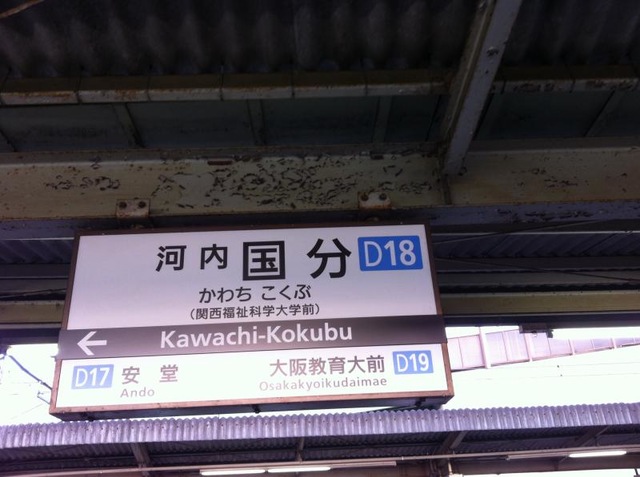 河内国分 D18
かわち こくぶ
(関西福祉科学大学前)
← Kawachi-Kokubu
D17 安堂 大阪教育大前 D19
Ando Osakakyoikudaimae